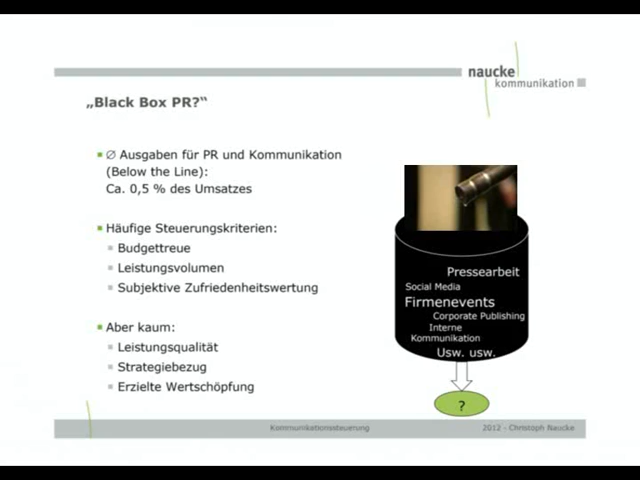 naucke
kommunikation
„Black Box PR?“
∅ Ausgaben für PR und Kommunikation
(Below the Line):
Ca. 0,5 % des Umsatzes
Häufige Steuerungskriterien:
Budgettreue
Leistungsvolumen
Subjektive Zufriedenheitswertung
Aber kaum:
Leistungsqualität
Strategiebezug
Erzielte Wertschöpfung
Pressearbeit
Social Media
Firmenevents
Corporate Publishing
Interne
Kommunikation
Usw. usw.
?
Kommunikationssteuerung
2012 - Christoph Naucke